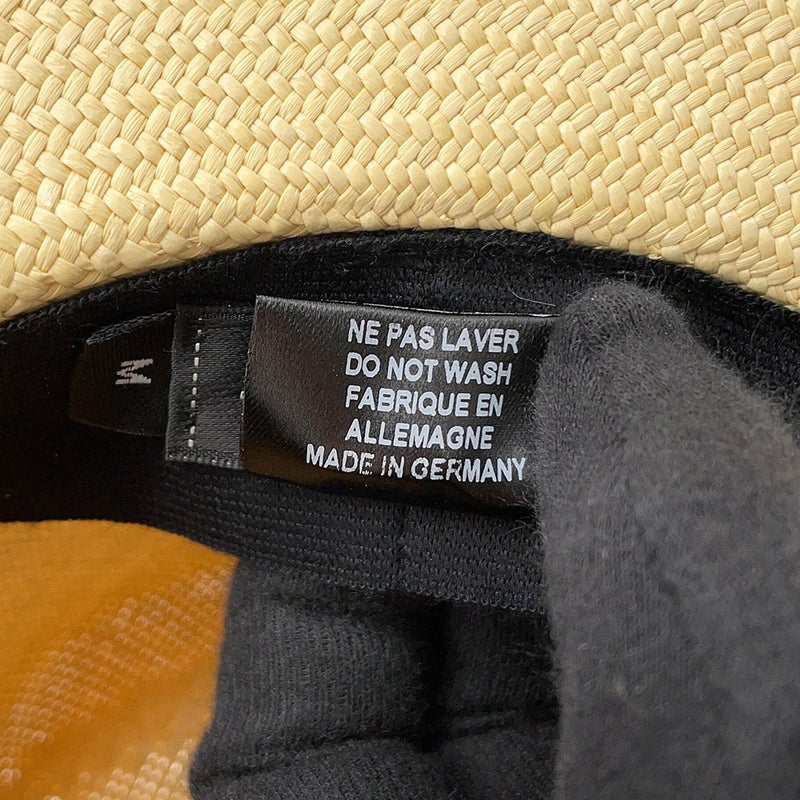 M
NE PAS LAVER
DO NOT WASH
FABRIQUE EN
ALLEMAGNE
MADE IN GERMANY